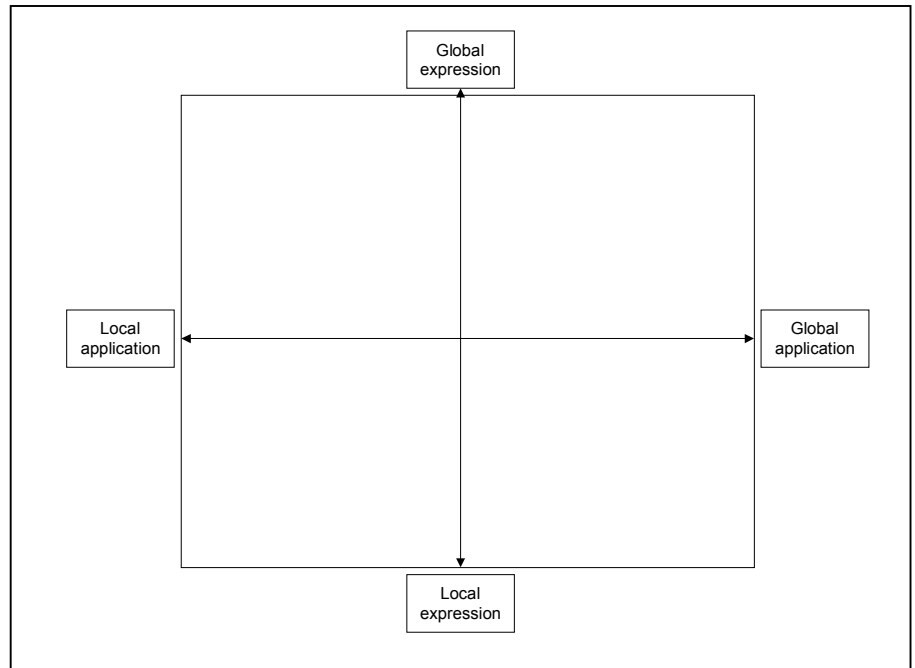 Global
expression
Local
application
Global
application
Local
expression